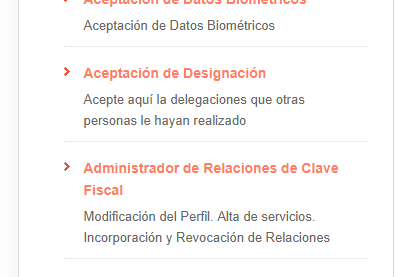 Aceptación de Datos Biométricos
Aceptación de Datos Biométricos
Aceptación de Designación
Acepte aquí la delegaciones que otras
personas le hayan realizado
Administrador de Relaciones de Clave
Fiscal
Modificación del Perfil. Alta de servicios.
Incorporación y Revocación de Relaciones